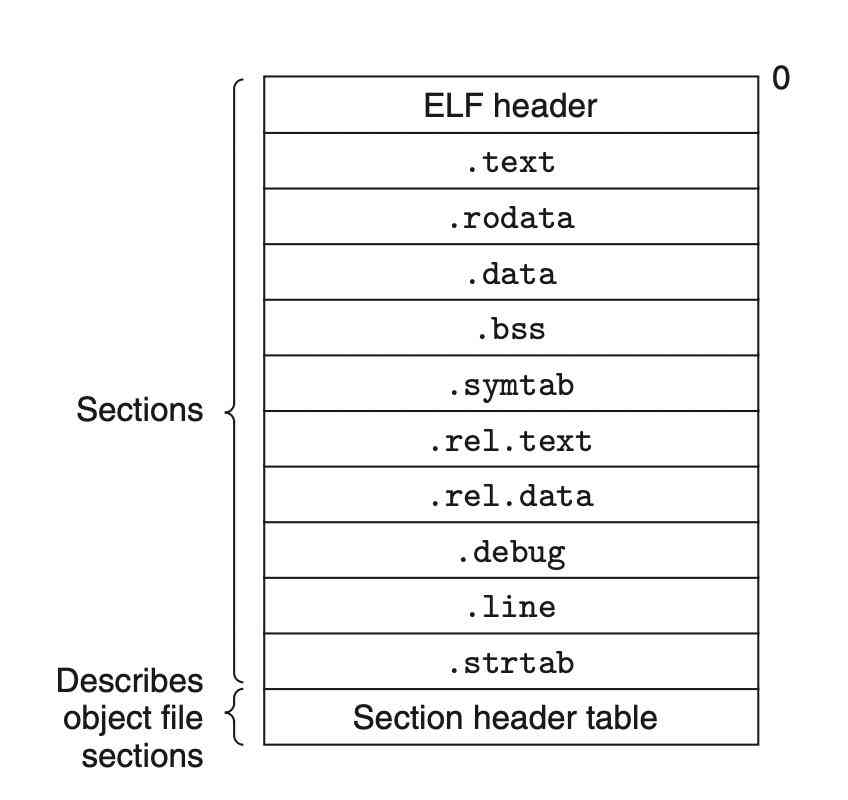 0
ELF header
.text
.rodata
.data
.bss
Sections
.symtab
.rel.text
.rel.data
.debug
.line
.strtab
Describes
object file
sections
Section header table